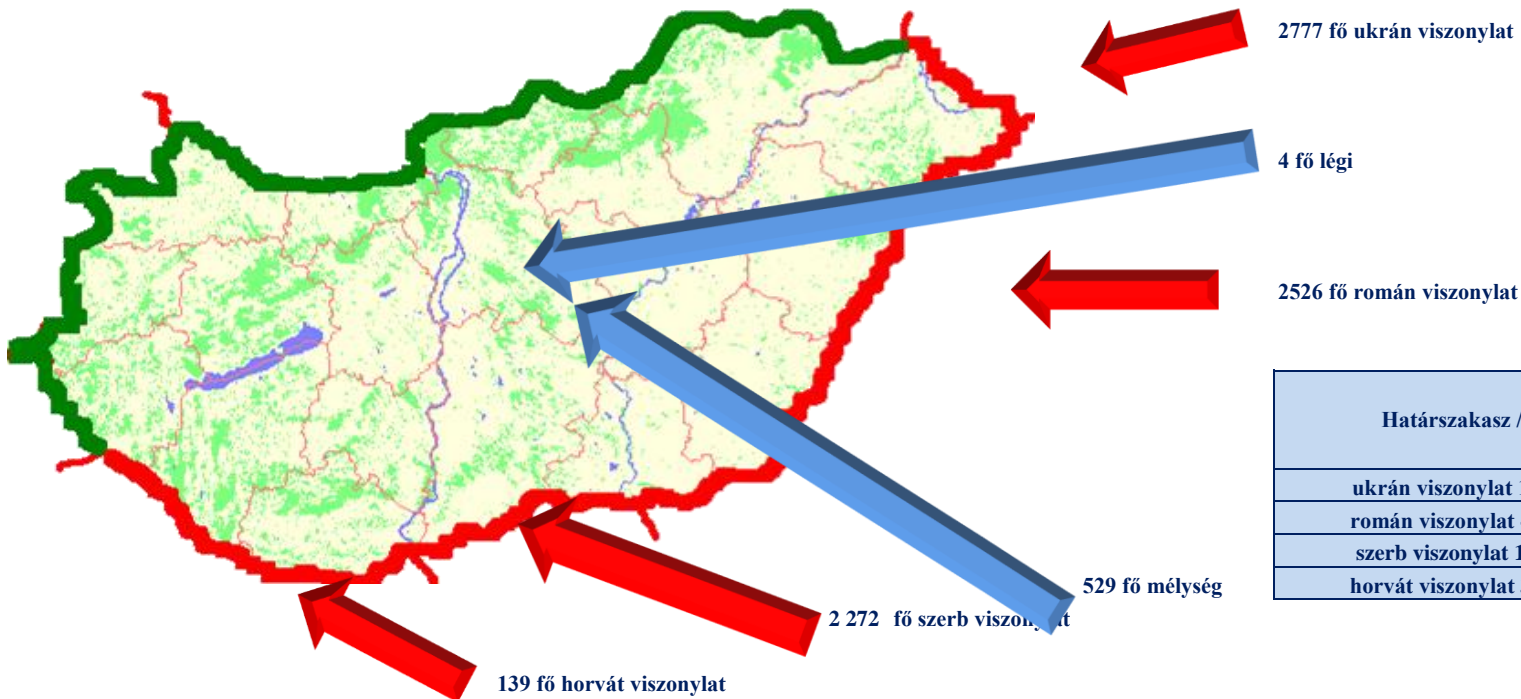 2777 fő ukrán viszonylat
4 fő légi
2526 fő román viszonylat
Határszakasz /
ukrán viszonylat
román viszonylat
szerb viszonylat 1
horvát viszonylat
529 fő mélység
2 272 fő szerb viszonylat
139 fő horvát viszonylat